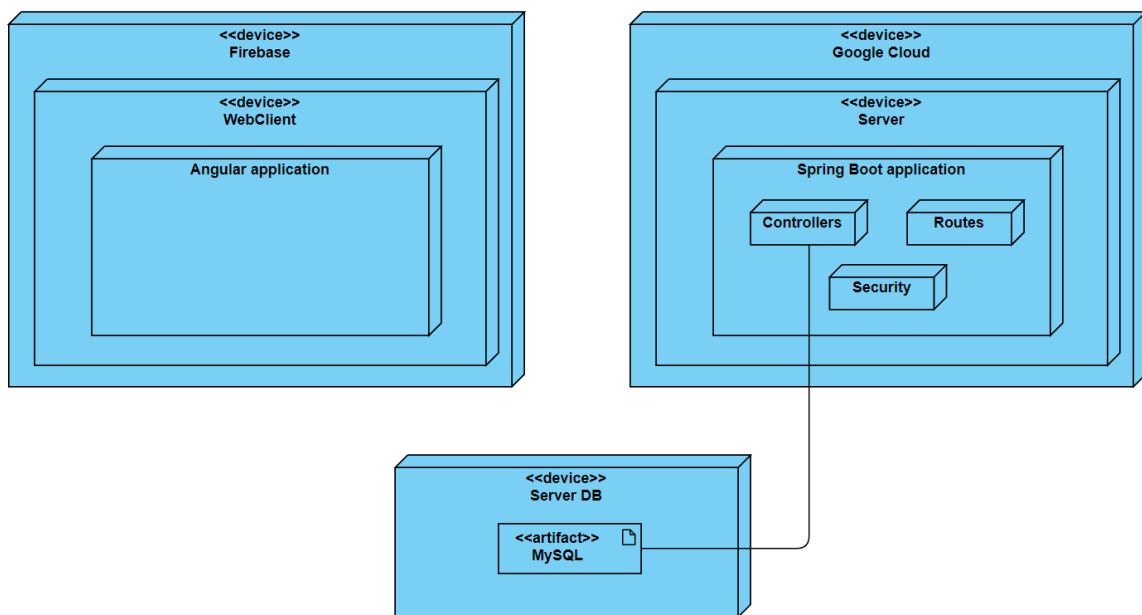 <<device>>
Firebase
<<device>>
WebClient
Angular application
<<device>>
Google Cloud
<<device>>
Server
Spring Boot application
Controllers
Routes
Security
<<device>>
Server DB
<<artifact>>
MySQL